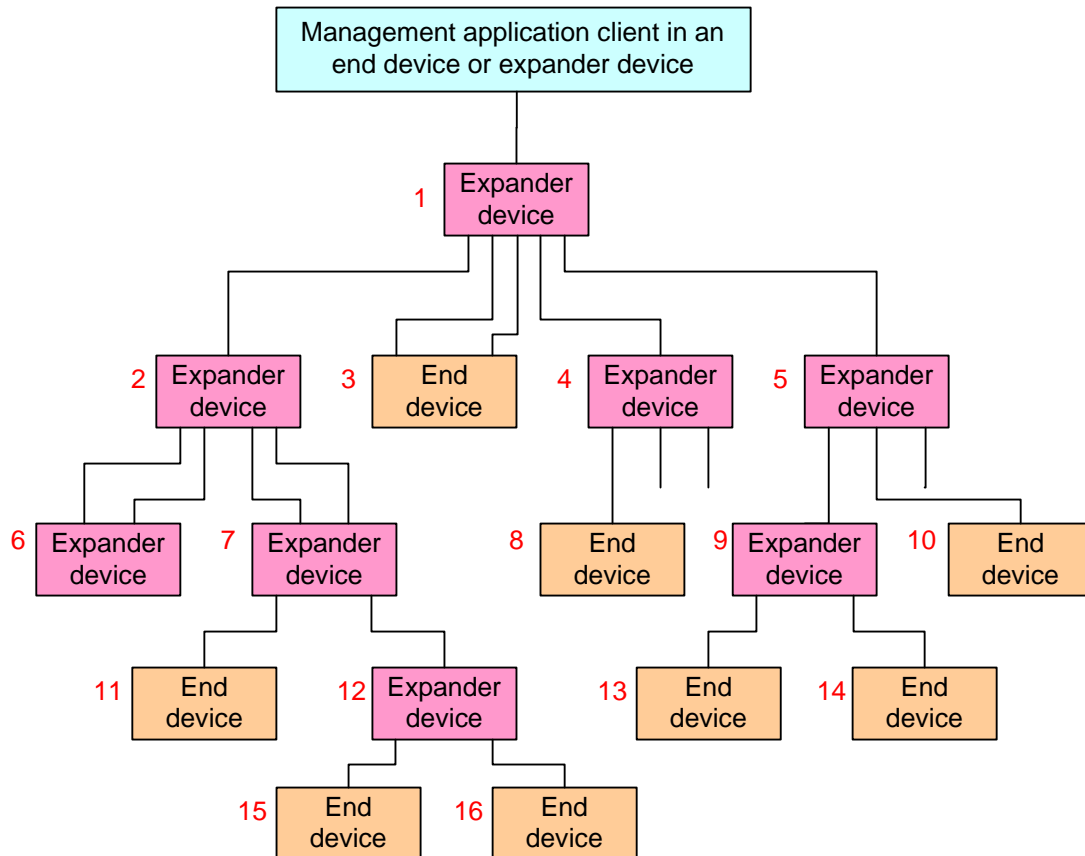 Management application client in an
end device or expander device
1
Expander
device
2
Expander
device
3
End
device
4
Expander
device
5
Expander
device
6
Expander
device
7
Expander
device
8
End
device
9
Expander
device
10
End
device
11
End
device
12
Expander
device
13
End
device
14
End
device
15
End
device
16
End
device